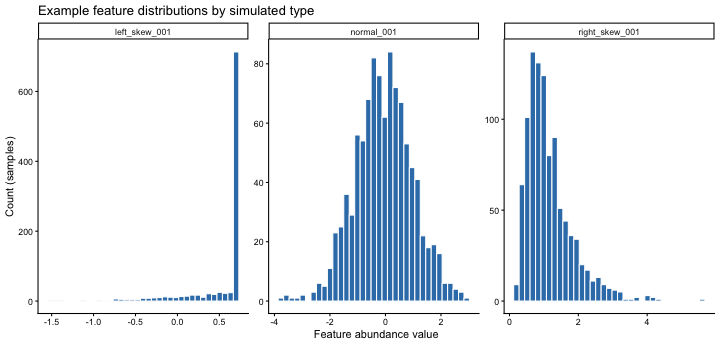 Example feature distributions by simulated type
left_skew_001 normal_001 right_skew_001
Count (samples)
600
400
200
0
80
60
40
20
0
100
50
0
-1.5 -1.0 -0.5 0.0 0.5
-4 -2 0 2
0 2 4
Feature abundance value